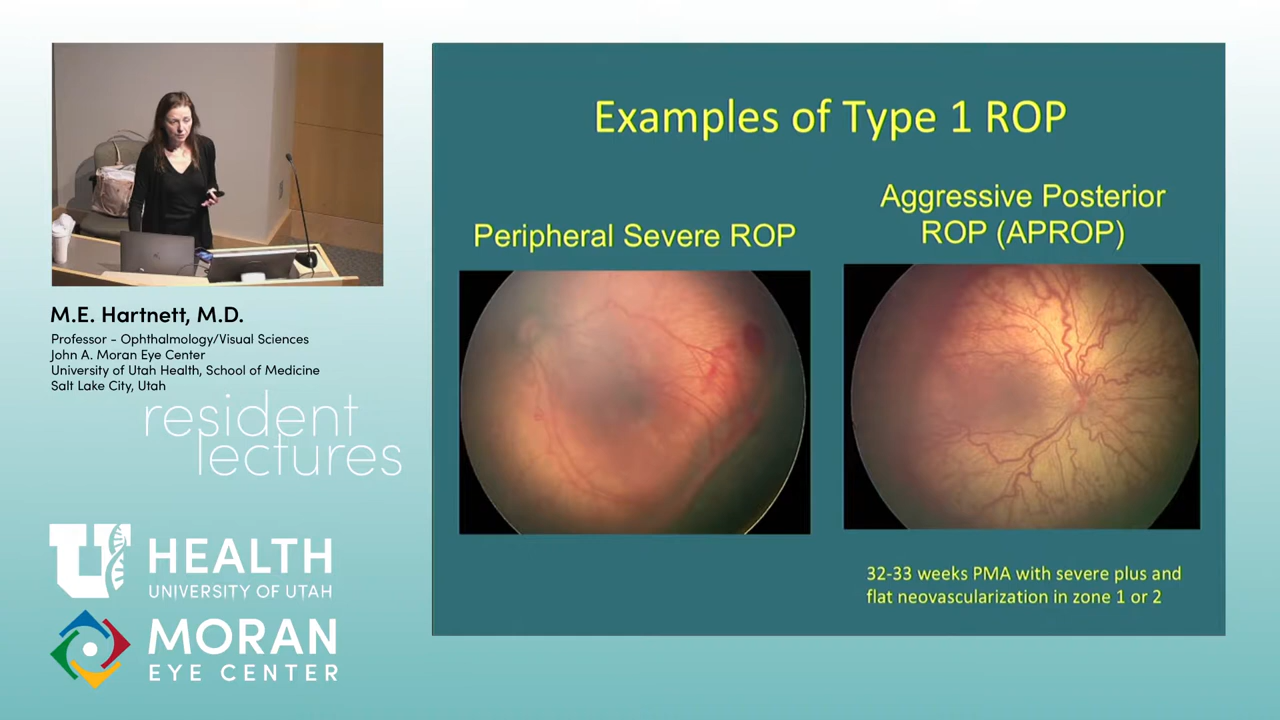 M.E. Hartnett, M.D.
Professor - Ophthalmology/Visual Sciences
John A. Moran Eye Center
University of Utah Health, School of Medicine
Salt Lake City, Utah
resident
lectures
U
HEALTH
UNIVERSITY OF UTAH
MORAN
EYE CENTER
Examples of Type 1 ROP
Peripheral Severe ROP
Aggressive Posterior
ROP (APROP)
32-33 weeks PMA with severe plus and
flat neovascularization in zone 1 or 2